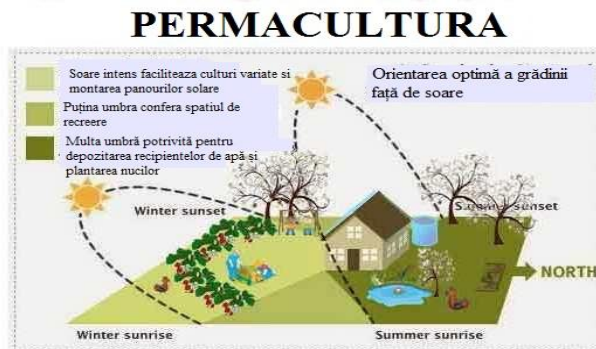 PERMACULTURA
Soare intens faciliteaza culturi variate si
montarea panourilor solare
Puțina umbra confera spatiul de
recreere
Multa umbră potrivită pentru
depozitarea recipientelor de apă și
plantarea nucilor
Orientarea optimă a grădinii
față de soare
Winter sunset
Summer sunset
NORTH
Winter sunrise
Summer sunrise